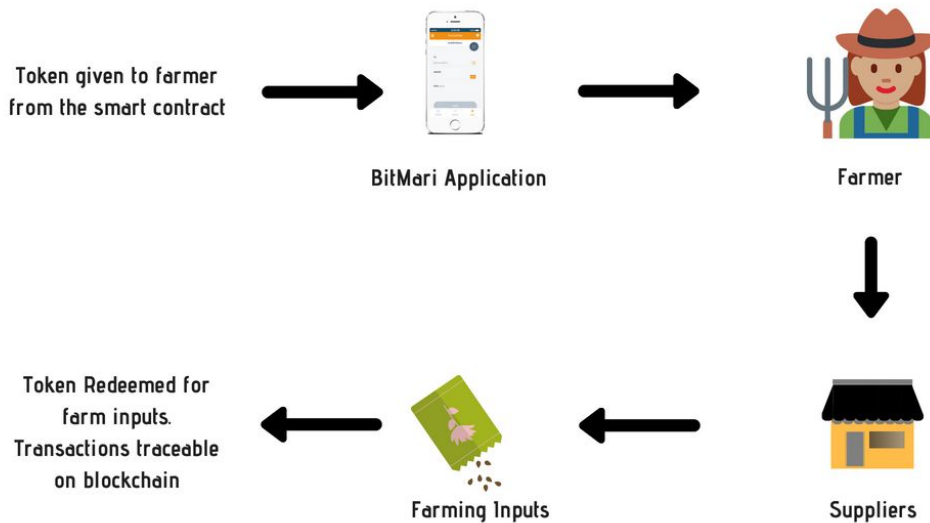 Token given to farmer
from the smart contract
BitMari Application
Farmer
Token Redeemed for
farm inputs.
Transactions traceable
on blockchain
Farming Inputs
Suppliers